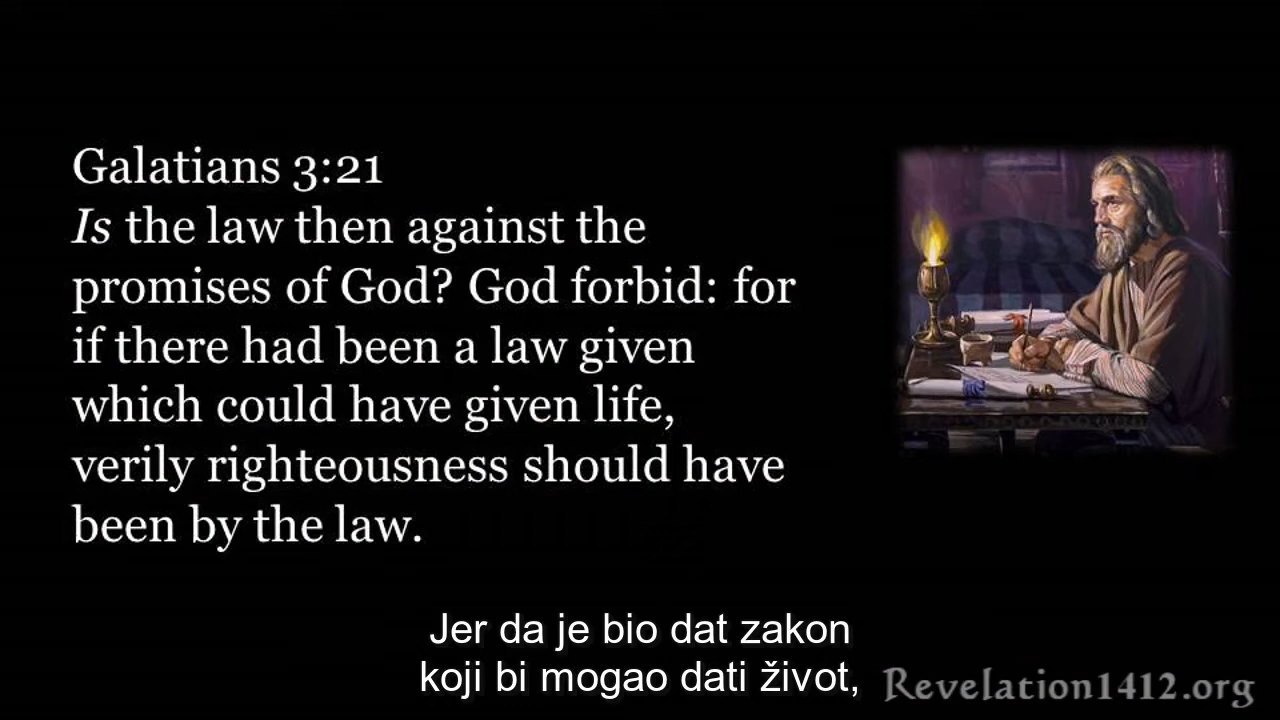 Galatians 3:21
Is the law then against the
promises of God? God forbid: for
if there had been a law given
which could have given life,
verily righteousness should have
been by the law.
Jer da je bio dat zakon
koji bi mogao dati život,
Revelation1412.org